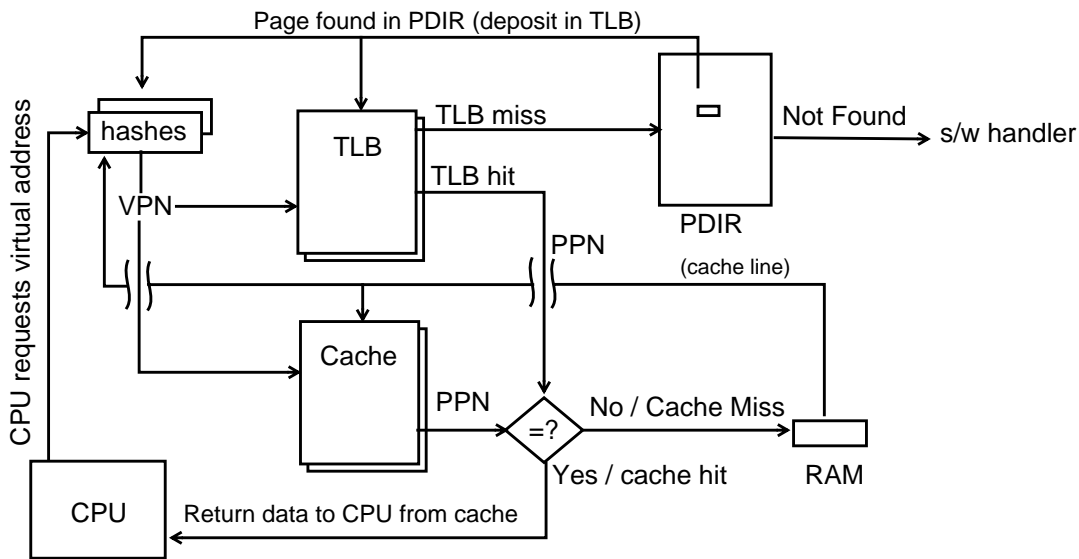 Page found in PDIR (deposit in TLB)
hashes
TLB
TLB miss
Not Found
s/w handler
TLB hit
VPN
PDIR
PPN
(cache line)
CPU requests virtual address
Cache
PPN
=?
No / Cache Miss
Yes / cache hit
RAM
CPU
Return data to CPU from cache